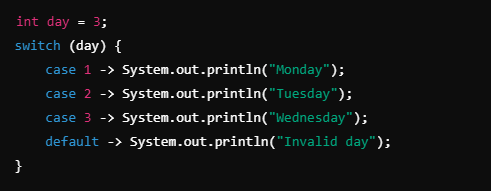 int day = 3;
switch (day) {
    case 1 -> System.out.println("Monday");
    case 2 -> System.out.println("Tuesday");
    case 3 -> System.out.println("Wednesday");
    default -> System.out.println("Invalid day");
}